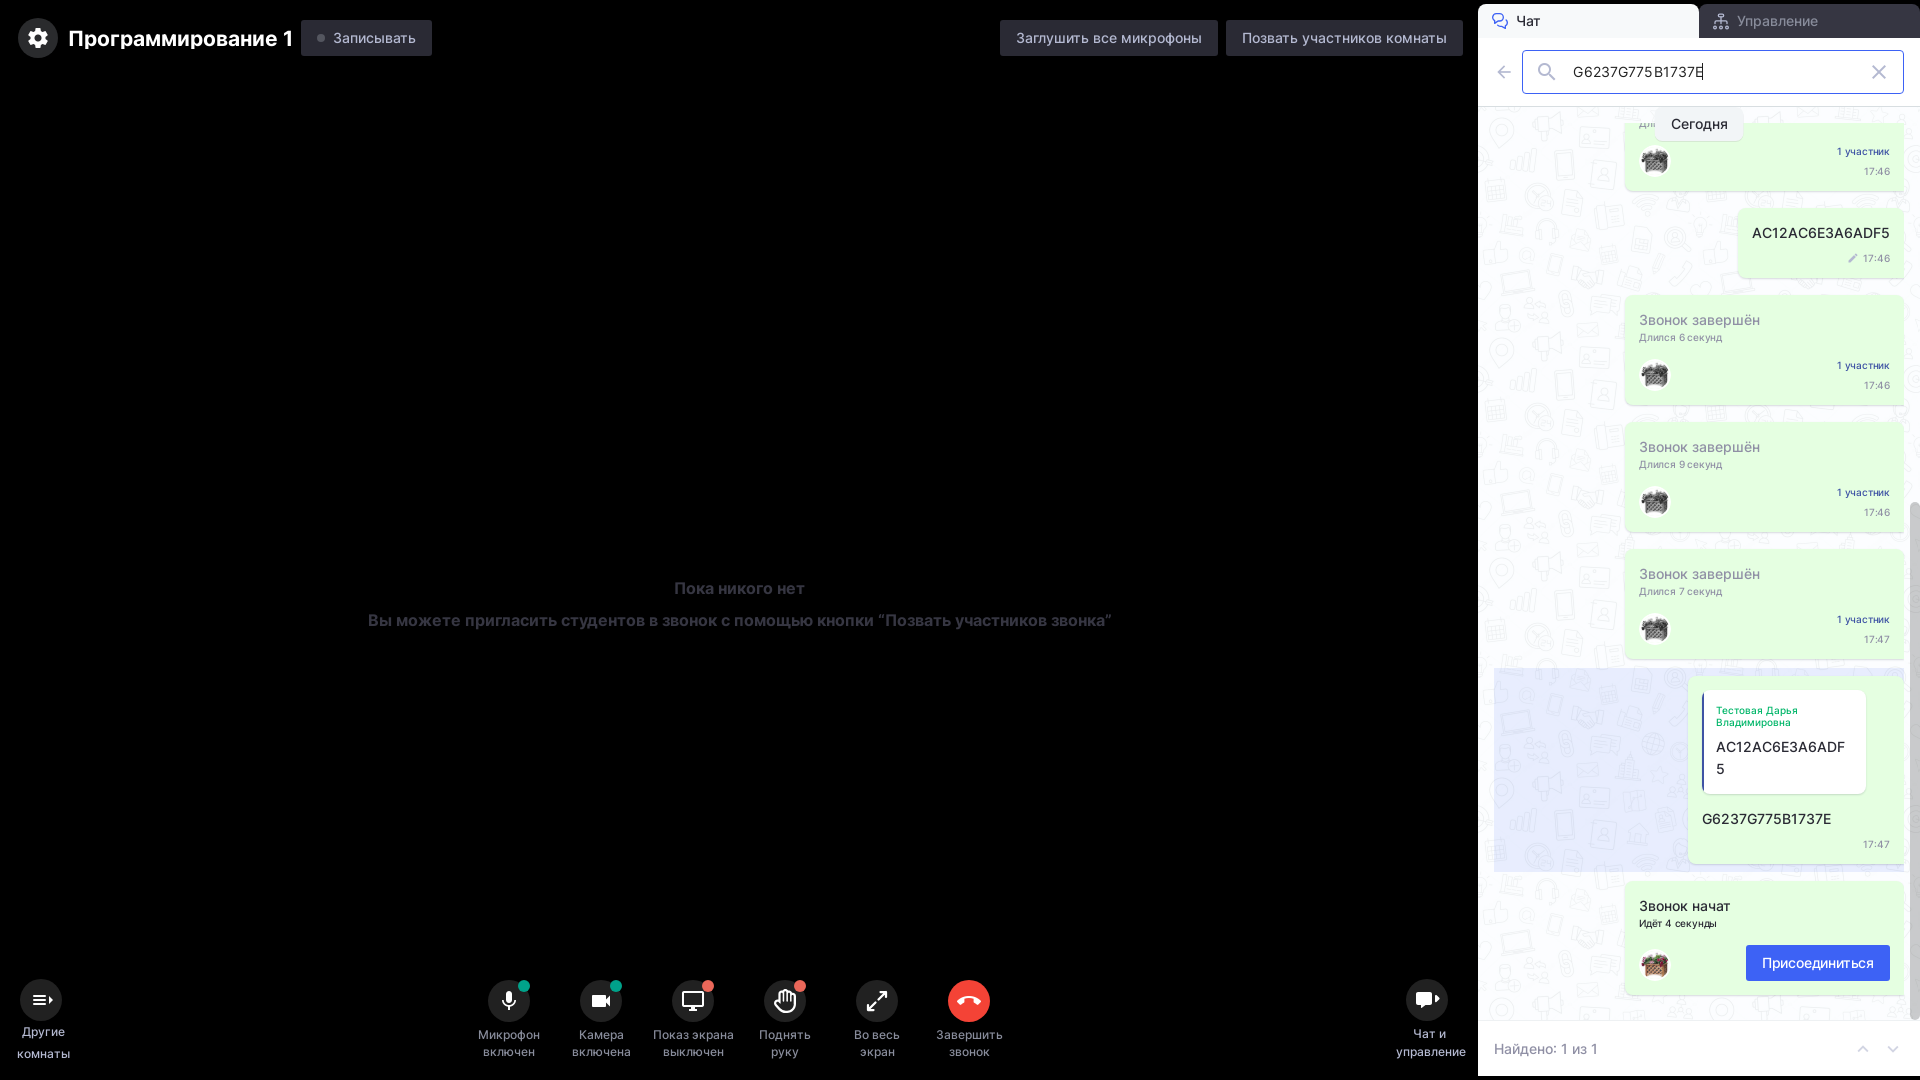 Программирование 1
Записывать
Заглушить все микрофоны
Позвать участников комнаты
Чат
Управление
G6237G775B1737E
Сегодня
1 участник
17:46
AC12AC6E3A6ADF5
17:46
Звонок завершён
Длился 6 секунд
1 участник
17:46
Звонок завершён
Длился 9 секунд
1 участник
17:46
Звонок завершён
Длился 7 секунд
1 участник
17:47
Тестовая Дарья
Владимировна
AC12AC6E3A6ADF
5
G6237G775B1737E
17:47
Звонок начат
Идёт 4 секунды
Присоединиться
Найдено: 1 из 1
Пока никого нет
Вы можете пригласить студентов в звонок с помощью кнопки “Позвать участников звонка”
Другие
комнаты
Микрофон
включен
Камера
включена
Показ экрана
выключен
Поднять
руку
Во весь
экран
Завершить
звонок
Чат и
управление